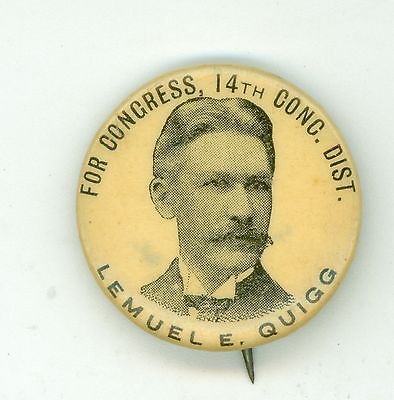 FOR CONGRESS, 14TH CONG. DIST.
LEMUEL E. QUIGG